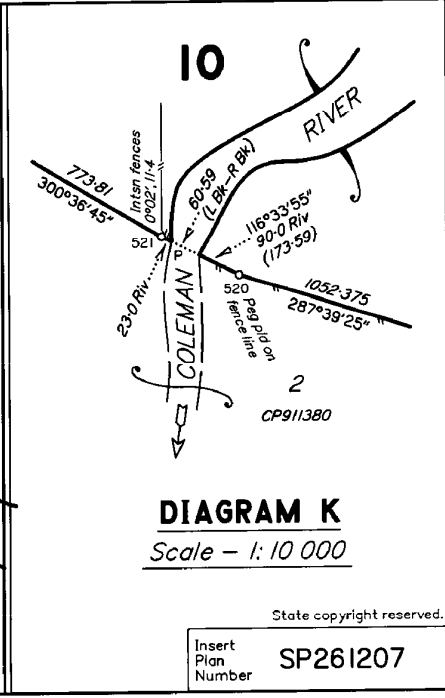 10
RIVER
Intsn fences
0°02', 11·4
60·59
(L Bk-R Bk)
773·81
300°36'45"
116°33'55"
90·0 Riv
(173·59)
521
P
23·0 Riv
520
1052·375
287°39'25"
COLEMAN
Peg pld on
fence line
2
CP911380
DIAGRAM K
Scale - 1: 10 000
State copyright reserved.
Insert
Plan
Number
SP261207